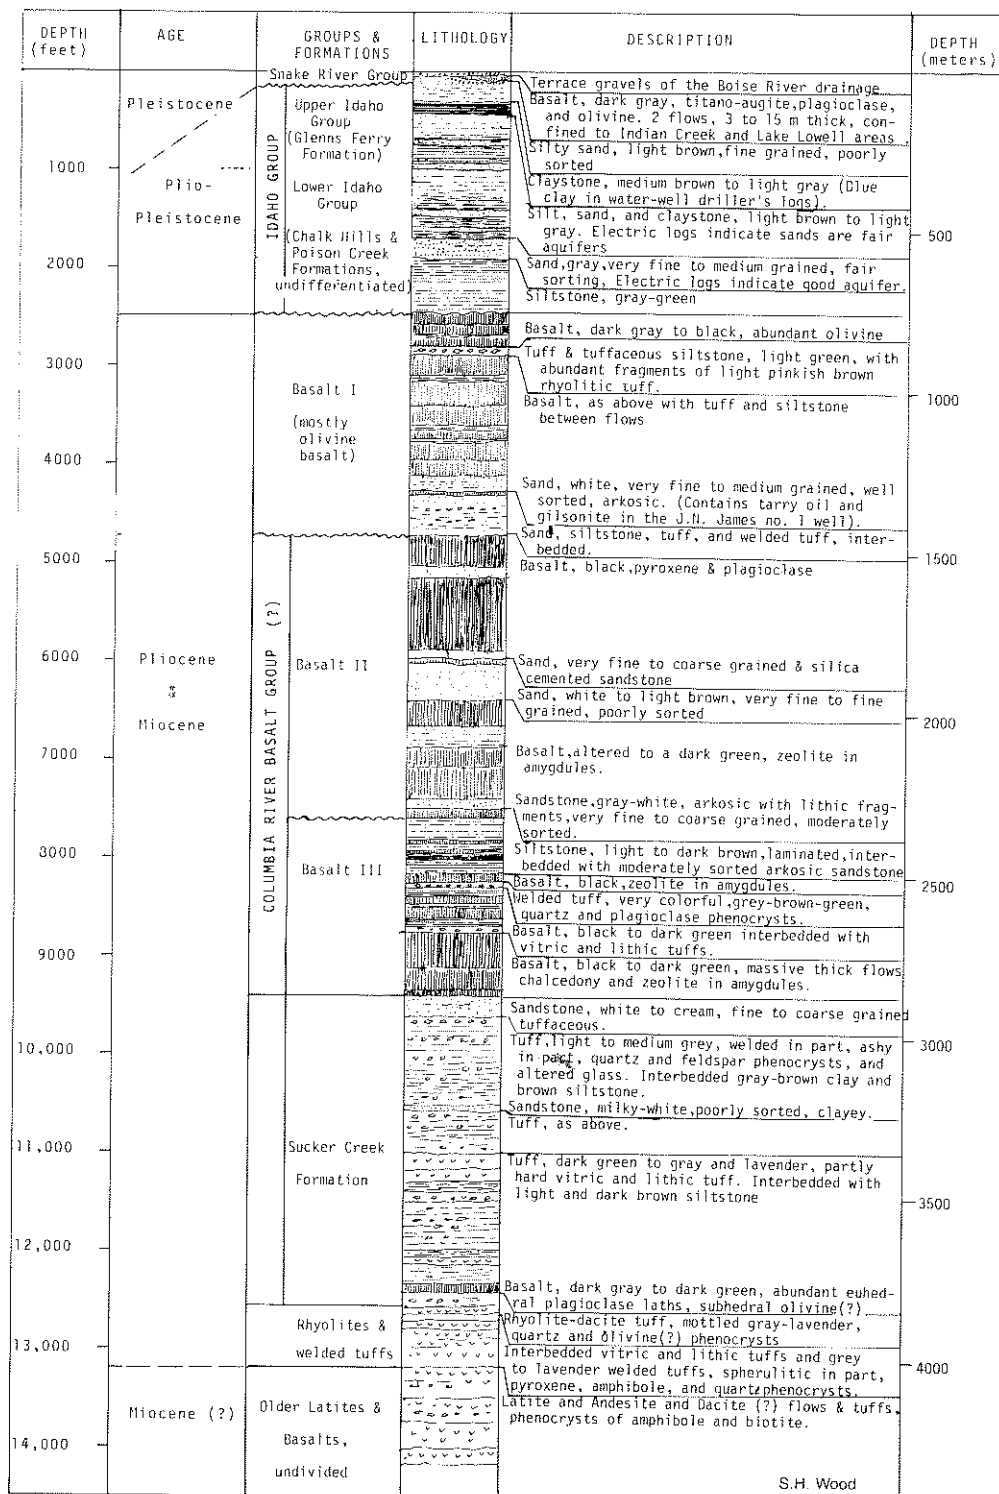 DEPTH
(feet)
AGE
GROUPS &
FORMATIONS
LITHOLOGY
DESCRIPTION
DEPTH
(meters)
1000
2000
3000
4000
5000
6000
7000
8000
9000
10,000
11,000
12,000
13,000
14,000
Pleistocene
Plio-
Pleistocene
Pliocene
&
Miocene
Miocene (?)
Snake River Group
IDAHO GROUP
Upper Idaho
Group
(Glenns Ferry
Formation)
Lower Idaho
Group
(Chalk Hills &
Poison Creek
Formations,
undifferentiated)
Basalt I
(mostly
olivine
basalt)
COLUMBIA RIVER BASALT GROUP (?)
Basalt II
Basalt III
Sucker Creek
Formation
Rhyolites &
welded tuffs
Older Latites &
Basalts,
undivided
Terrace gravels of the Boise River drainage
Basalt, dark gray, titano-augite,plagioclase,
and olivine. 2 flows, 3 to 15 m thick, con-
fined to Indian Creek and Lake Lowell areas
Silty sand, light brown,fine grained, poorly
sorted
Claystone, medium brown to light gray (Blue
clay in water-well driller's logs).
Silt, sand, and claystone, light brown to light
gray. Electric logs indicate sands are fair
aquifers
Sand,gray,very fine to medium grained, fair
sorting, Electric logs indicate good aquifer.
Siltstone, gray-green
Basalt, dark gray to black, abundant olivine
Tuff & tuffaceous siltstone, light green, with
abundant fragments of light pinkish brown
rhyolitic tuff.
Basalt, as above with tuff and siltstone
between flows
Sand, white, very fine to medium grained, well
sorted, arkosic. (Contains tarry oil and
gilsonite in the J.N. James no. 1 well).
Sand, siltstone, tuff, and welded tuff, inter-
bedded.
Basalt, black,pyroxene & plagioclase
Sand, very fine to coarse grained & silica
cemented sandstone
Sand, white to light brown, very fine to fine
grained, poorly sorted
Basalt,altered to a dark green, zeolite in
amygdules.
Sandstone,gray-white, arkosic with lithic frag-
ments,very fine to coarse grained, moderately
sorted.
Siltstone, light to dark brown,laminated,inter-
bedded with moderately sorted arkosic sandstone
Basalt, black,zeolite in amygdules.
Welded tuff, very colorful,grey-brown-green,
quartz and plagioclase phenocrysts.
Basalt, black to dark green interbedded with
vitric and lithic tuffs.
Basalt, black to dark green, massive thick flows
chalcedony and zeolite in amygdules.
Sandstone, white to cream, fine to coarse grained
tuffaceous.
Tuff,light to medium grey, welded in part, ashy
in part, quartz and feldspar phenocrysts, and
altered glass. Interbedded gray-brown clay and
brown siltstone.
Sandstone, milky-white,poorly sorted, clayey.
Tuff, as above.
Tuff, dark green to gray and lavender, partly
hard vitric and lithic tuff. Interbedded with
light and dark brown siltstone
Basalt, dark gray to dark green, abundant euhed-
ral plagioclase laths, subhedral olivine(?)
Rhyolite-dacite tuff, mottled gray-lavender,
quartz and olivine(?) phenocrysts
Interbedded vitric and lithic tuffs and grey
to lavender welded tuffs, spherulitic in part,
pyroxene, amphibole, and quartz phenocrysts.
Latite and Andesite and Dacite (?) flows & tuffs,
phenocrysts of amphibole and biotite.
500
1000
1500
2000
2500
3000
3500
4000
S.H. Wood